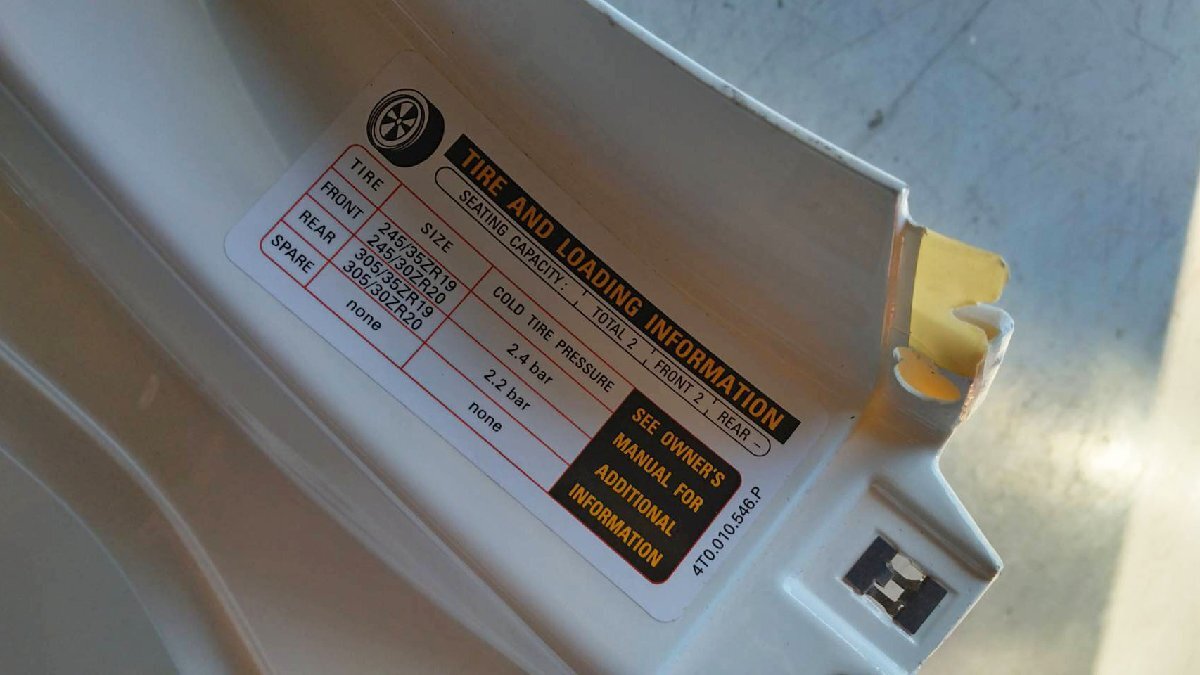 TIRE AND LOADING INFORMATION
SEATING CAPACITY: | TOTAL 2 | FRONT 2 | REAR –
TIRE SIZE COLD TIRE PRESSURE
FRONT 245/35ZR19
245/30ZR20 2.4 bar
REAR 305/35ZR19
305/30ZR20 2.2 bar
SPARE none none
SEE OWNER'S
MANUAL FOR
ADDITIONAL
INFORMATION
4T0.010.546.P